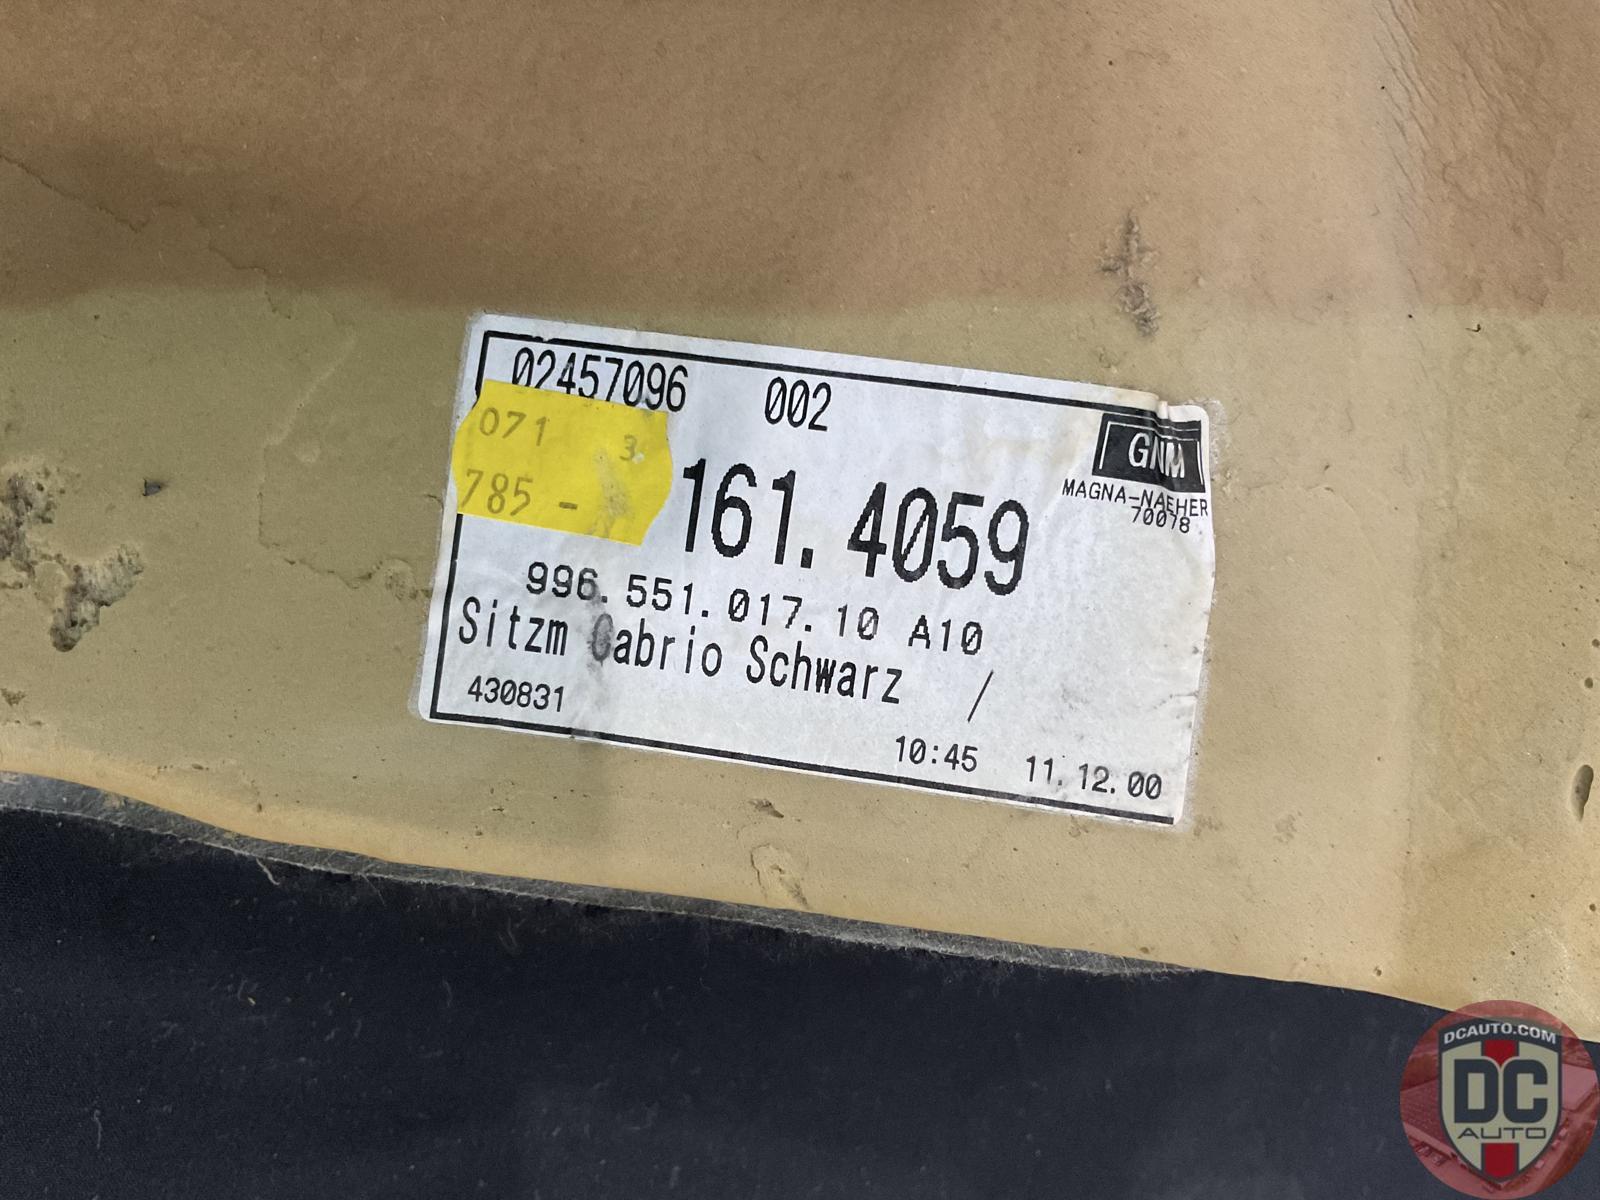 02457096 002
GNM
MAGNA-NAEHER
70078
071 3.
785 -
161.4059
996.551.017.10 A10
Sitzm Cabrio Schwarz /
430831
10:45 11.12.00
DCAUTO.COM
DC
AUTO